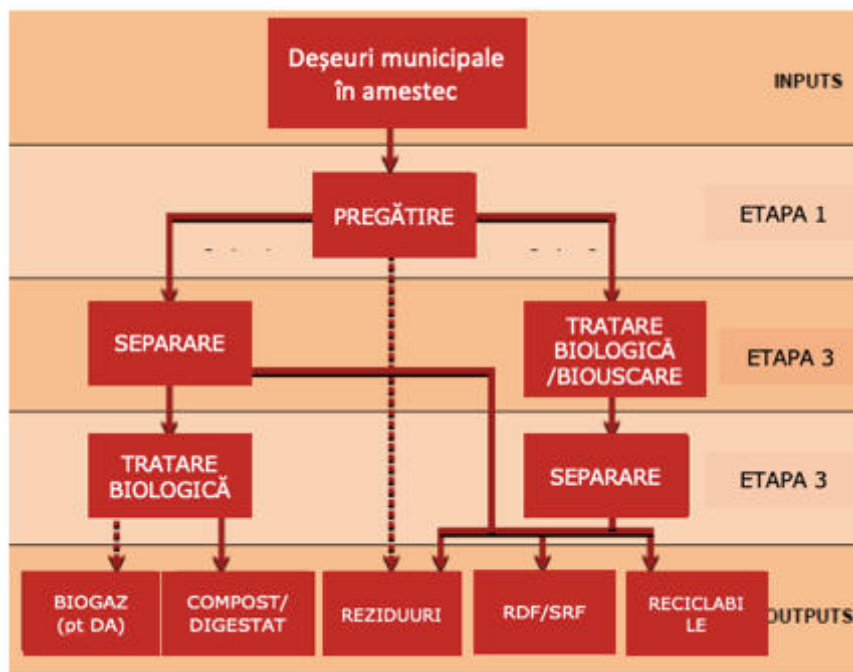 Deșeuri municipale
în amestec
INPUTS
PREGĂTIRE
ETAPA 1
SEPARARE
TRATARE
BIOLOGICĂ
/BIOUSCARE
ETAPA 3
TRATARE
BIOLOGICĂ
SEPARARE
ETAPA 3
BIOGAZ
(pt DA)
COMPOST/
DIGESTAT
REZIDUURI
RDF/SRF
RECICLABI
LE
OUTPUTS